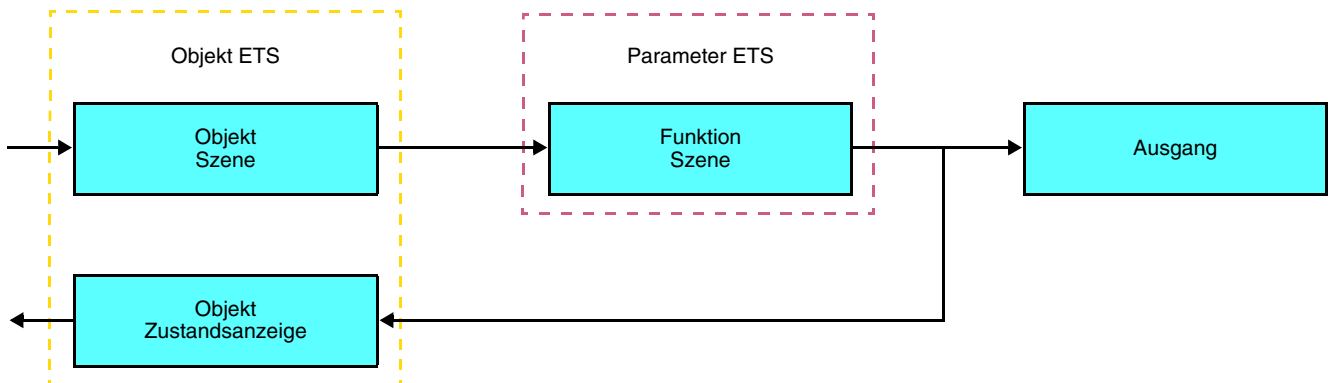 Objekt ETS
Parameter ETS
Objekt
Szene
Funktion
Szene
Ausgang
Objekt
Zustandsanzeige